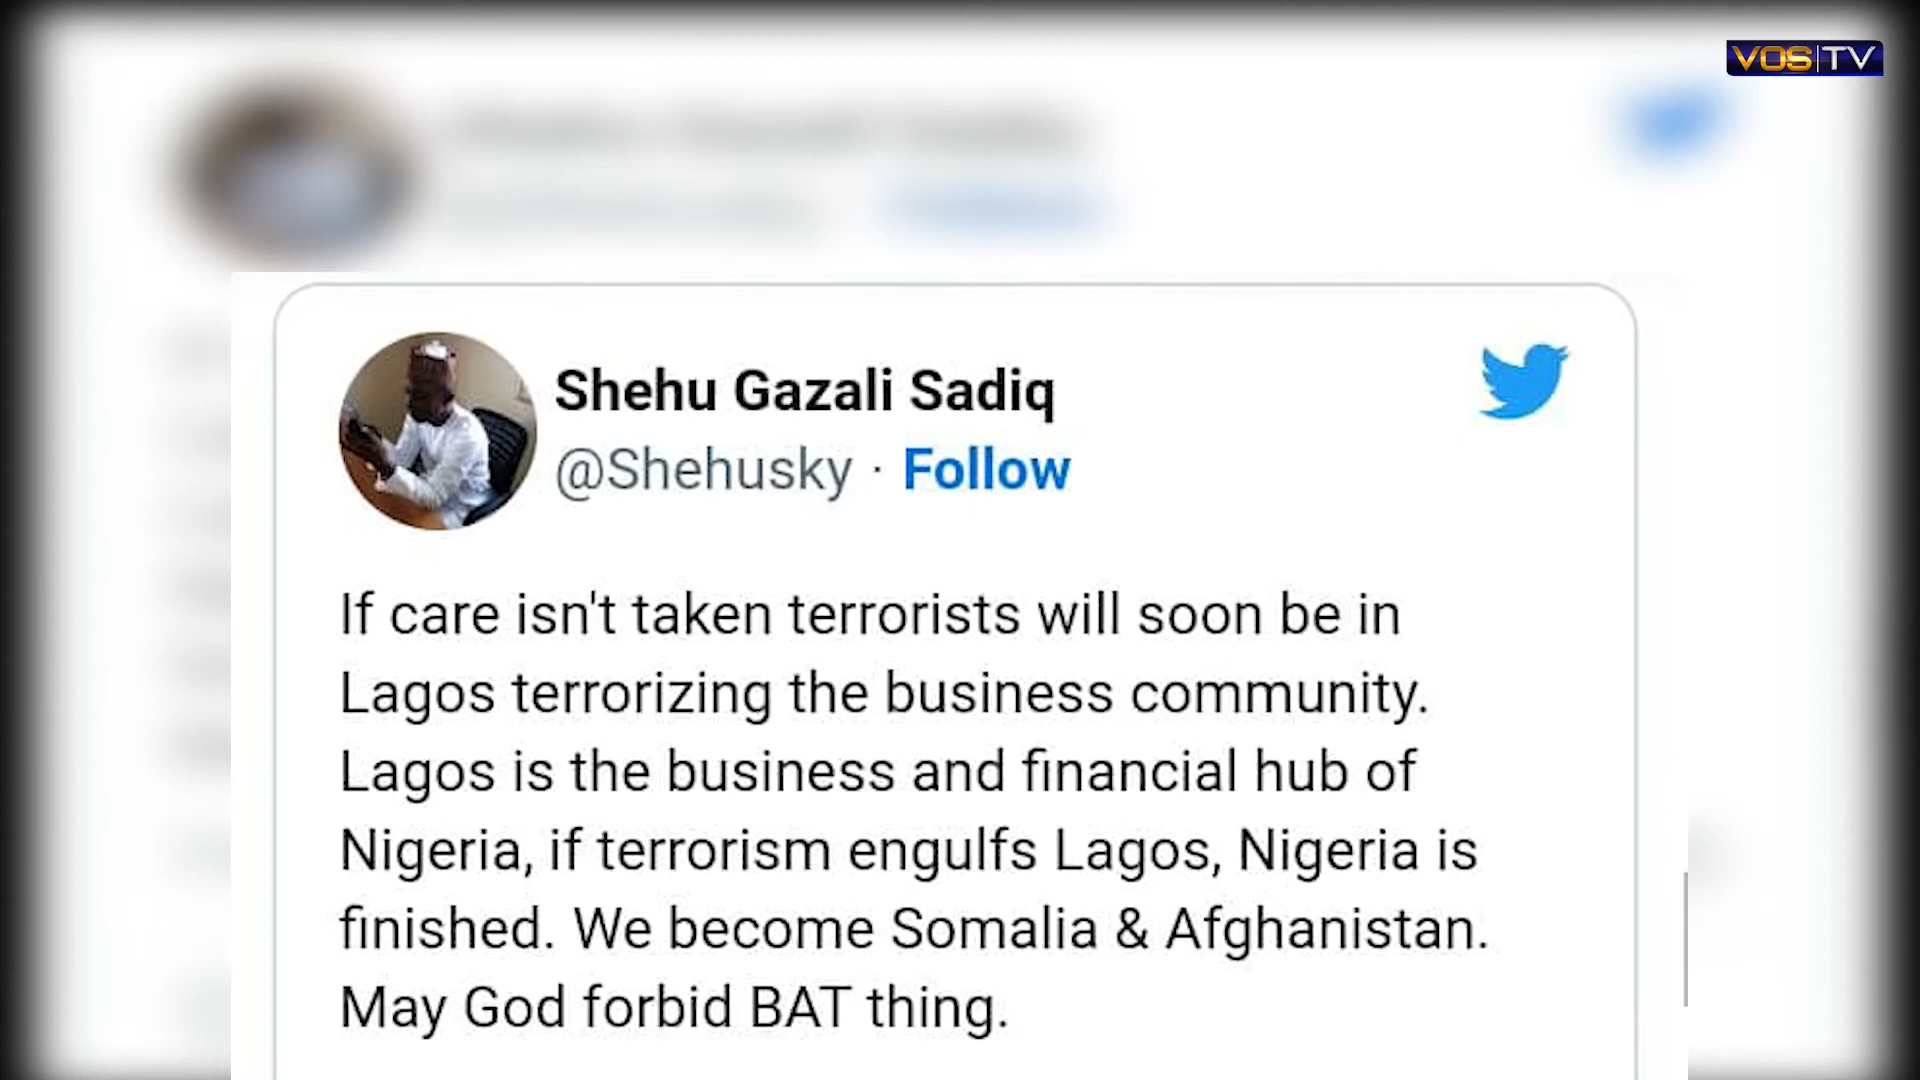 VOS|TV
Shehu Gazali Sadiq
@Shehusky · Follow
If care isn't taken terrorists will soon be in
Lagos terrorizing the business community.
Lagos is the business and financial hub of
Nigeria, if terrorism engulfs Lagos, Nigeria is
finished. We become Somalia & Afghanistan.
May God forbid BAT thing.